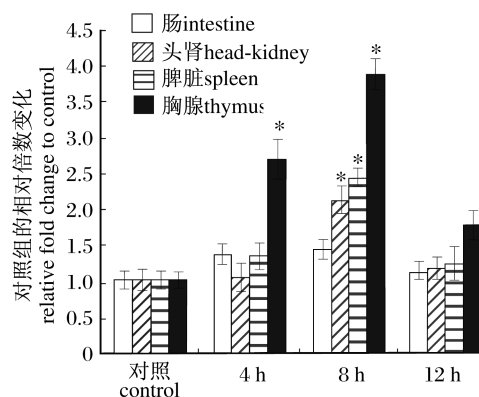 对照组的相对倍数变化
relative fold change to control
4.5
4.0
3.5
3.0
2.5
2.0
1.5
1.0
0.5
0
肠intestine
头肾head-kidney
脾脏spleen
胸腺thymus
*
*
*
*
对照
control
4 h
8 h
12 h